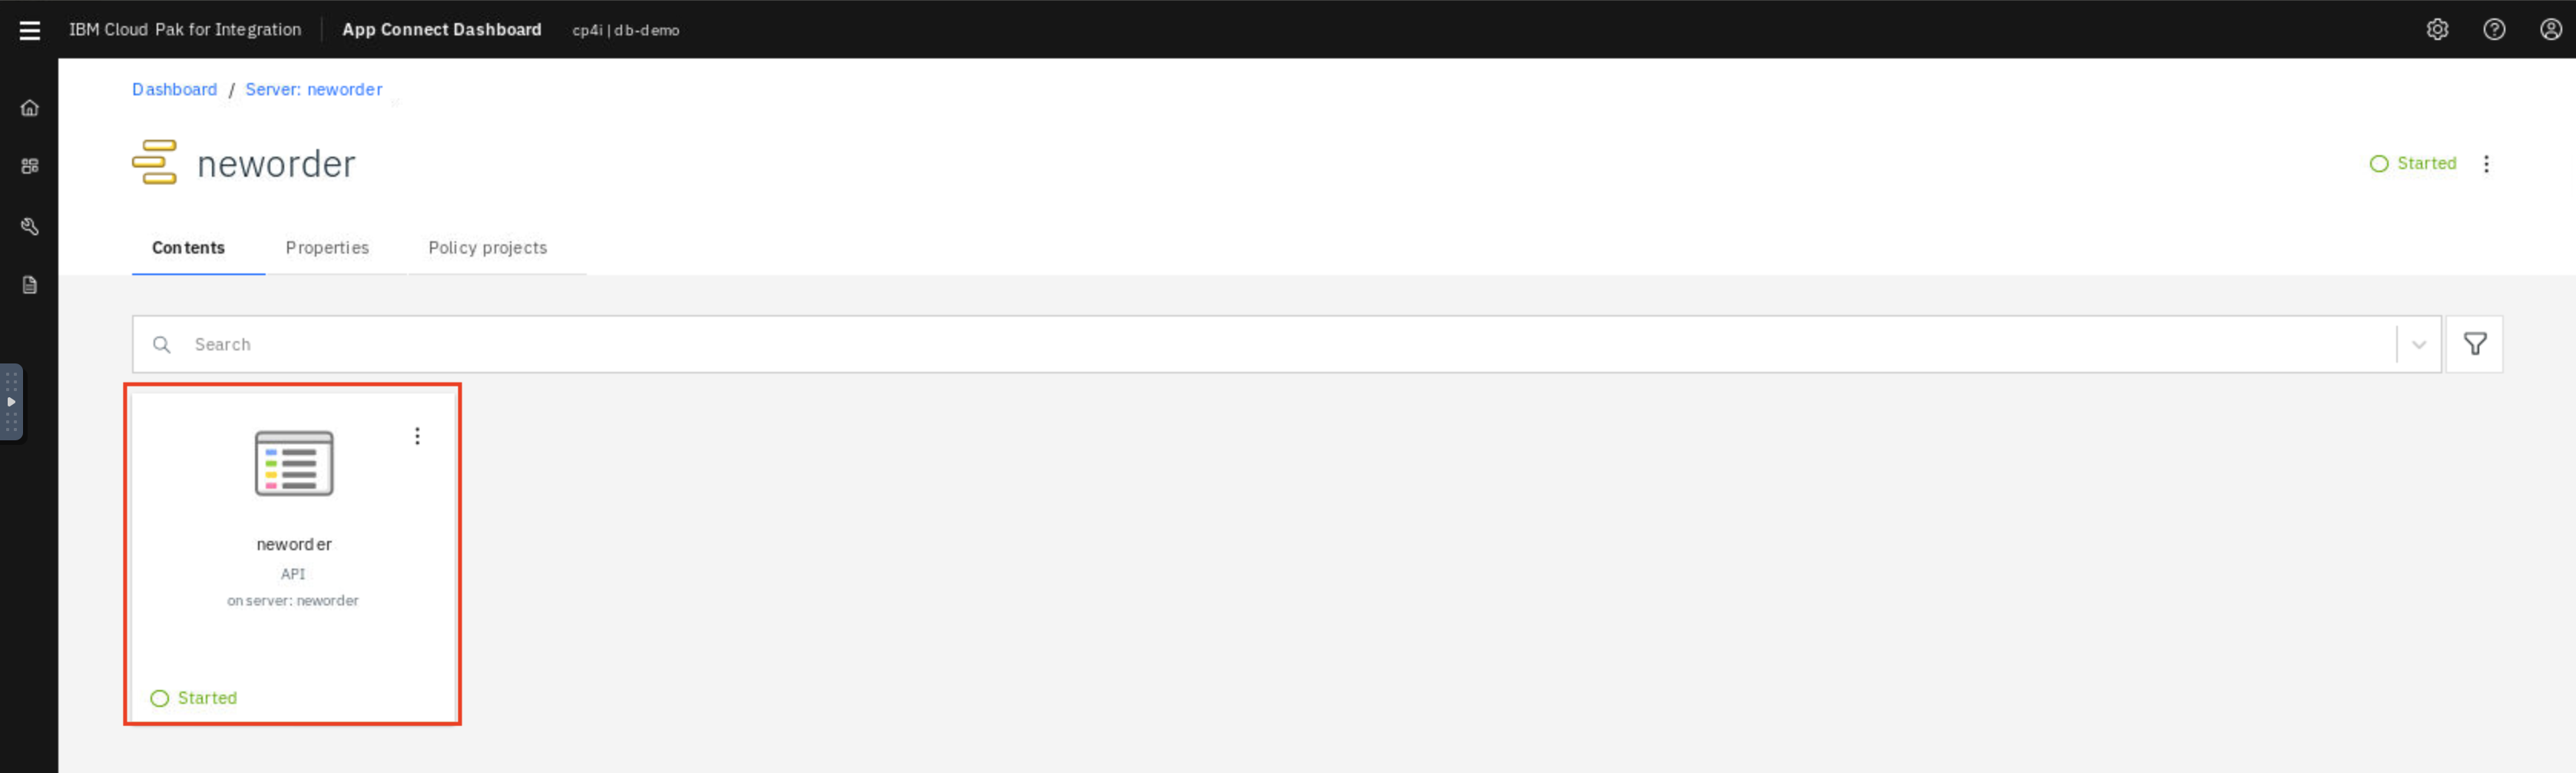 IBM Cloud Pak for Integration App Connect Dashboard cp4i | db-demo
Dashboard / Server: neworder
neworder
Started
Contents Properties Policy projects
Search
neworder
API
on server: neworder
Started